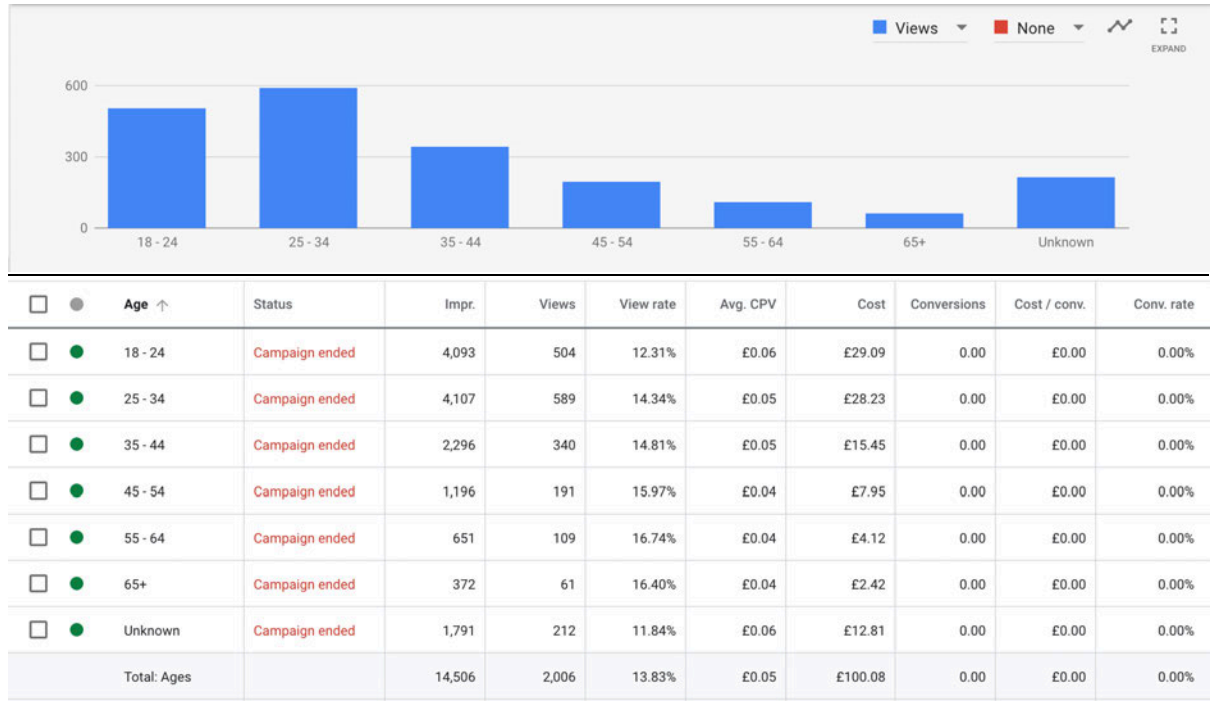 Views None
EXPAND
600
300
0
18 - 24 25 - 34 35 - 44 45 - 54 55 - 64 65+ Unknown
Age Status Impr. Views View rate Avg. CPV Cost Conversions Cost / conv. Conv. rate
18 - 24 Campaign ended 4,093 504 12.31% £0.06 £29.09 0.00 £0.00 0.00%
25 - 34 Campaign ended 4,107 589 14.34% £0.05 £28.23 0.00 £0.00 0.00%
35 - 44 Campaign ended 2,296 340 14.81% £0.05 £15.45 0.00 £0.00 0.00%
45 - 54 Campaign ended 1,196 191 15.97% £0.04 £7.95 0.00 £0.00 0.00%
55 - 64 Campaign ended 651 109 16.74% £0.04 £4.12 0.00 £0.00 0.00%
65+ Campaign ended 372 61 16.40% £0.04 £2.42 0.00 £0.00 0.00%
Unknown Campaign ended 1,791 212 11.84% £0.06 £12.81 0.00 £0.00 0.00%
Total: Ages 14,506 2,006 13.83% £0.05 £100.08 0.00 £0.00 0.00%